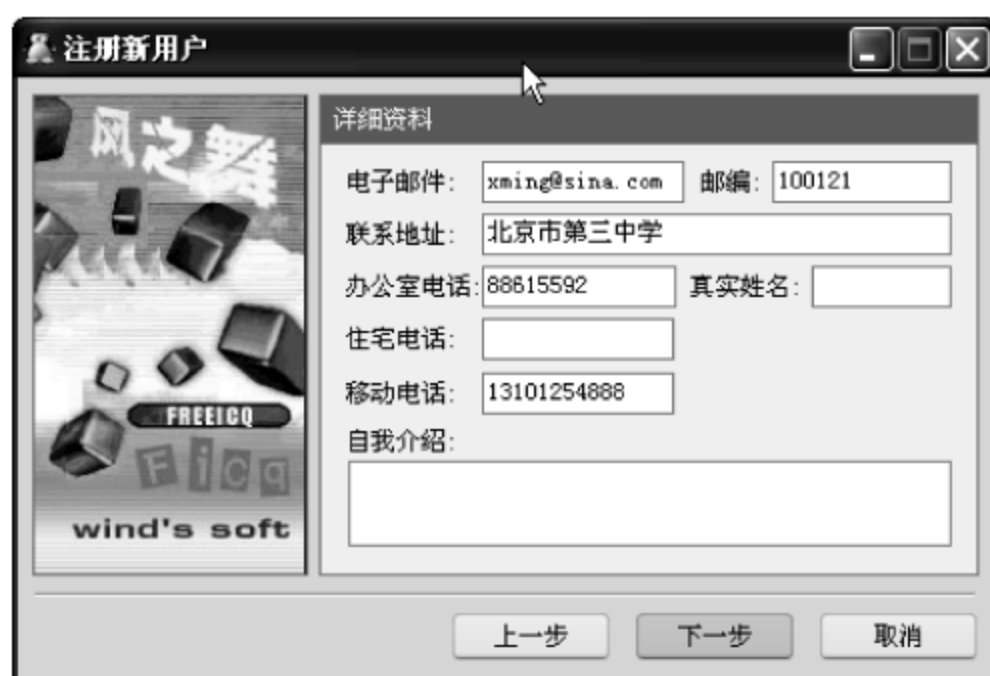 注册新用户
风之舞
FREEICQ
Ficq
wind's soft
详细资料
电子邮件: xming@sina.com 邮编: 100121
联系地址: 北京市第三中学
办公室电话: 88615592 真实姓名:
住宅电话:
移动电话: 13101254888
自我介绍:
上一步 下一步 取消